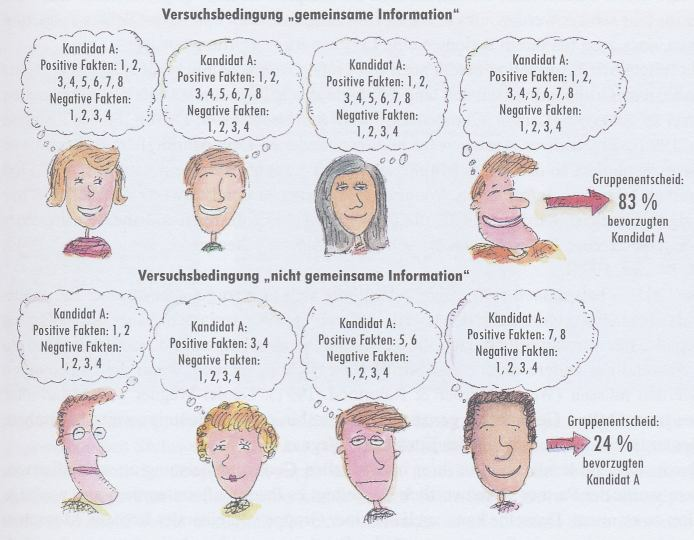 Versuchsbedingung „gemeinsame Information“
Kandidat A:
Positive Fakten: 1, 2,
3, 4, 5, 6, 7, 8
Negative Fakten:
1, 2, 3, 4
Kandidat A:
Positive Fakten: 1, 2,
3, 4, 5, 6, 7, 8
Negative Fakten:
1, 2, 3, 4
Kandidat A:
Positive Fakten: 1, 2,
3, 4, 5, 6, 7, 8
Negative Fakten:
1, 2, 3, 4
Kandidat A:
Positive Fakten: 1, 2,
3, 4, 5, 6, 7, 8
Negative Fakten:
1, 2, 3, 4
Gruppenentscheid:
83 %
bevorzugten
Kandidat A
Versuchsbedingung „nicht gemeinsame Information“
Kandidat A:
Positive Fakten: 1, 2
Negative Fakten:
1, 2, 3, 4
Kandidat A:
Positive Fakten: 3, 4
Negative Fakten:
1, 2, 3, 4
Kandidat A:
Positive Fakten: 5, 6
Negative Fakten:
1, 2, 3, 4
Kandidat A:
Positive Fakten: 7, 8
Negative Fakten:
1, 2, 3, 4
Gruppenentscheid:
24 %
bevorzugten
Kandidat A